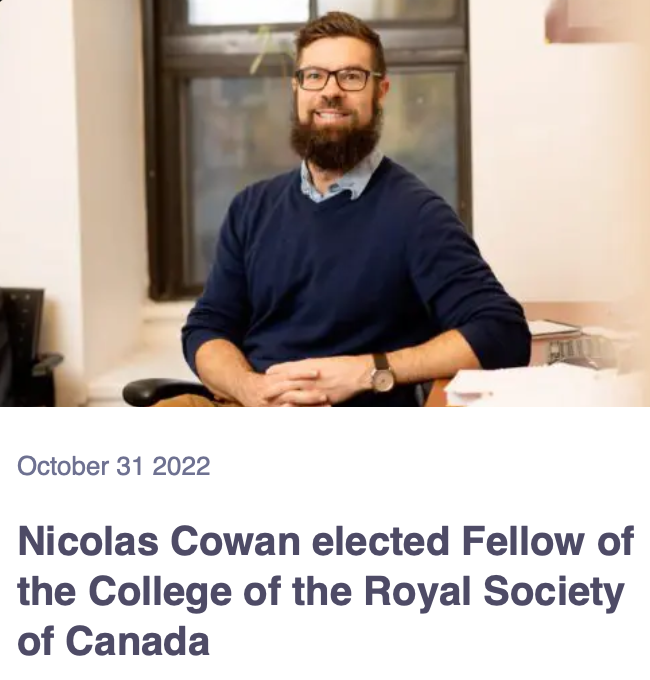 October 31 2022
Nicolas Cowan elected Fellow of
the College of the Royal Society
of Canada